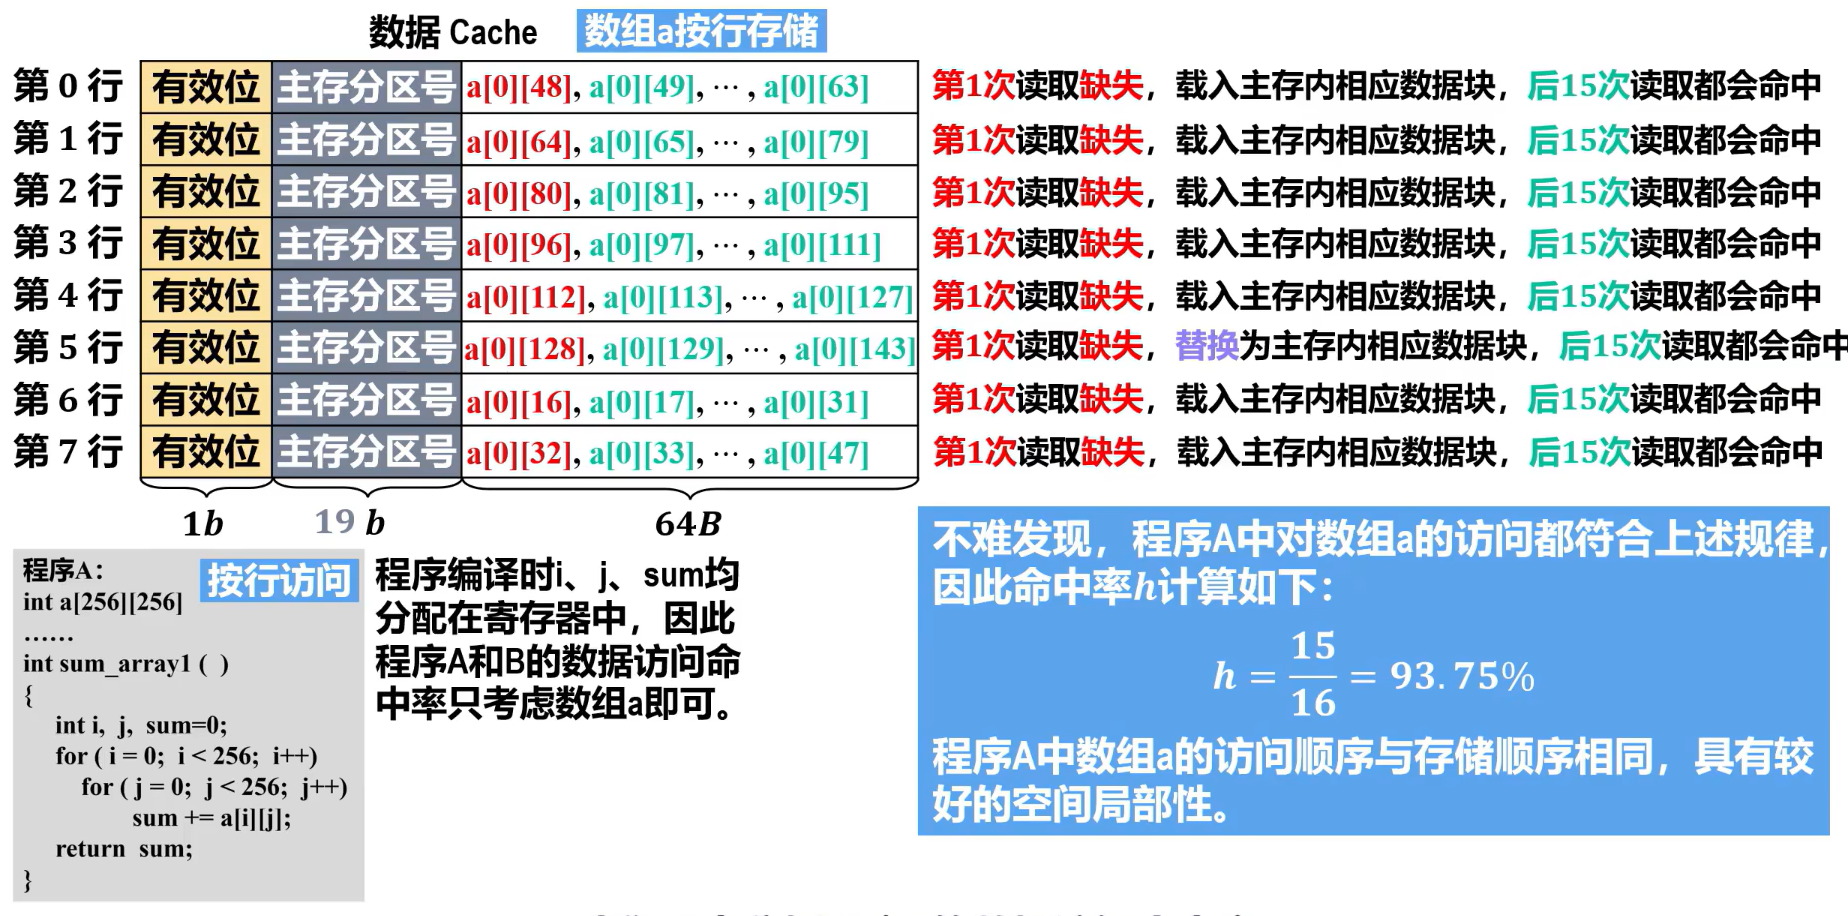 数据 Cache 数组a按行存储
第 0 行 有效位 主存分区号 a[0][48], a[0][49], ⋯ , a[0][63] 第1次读取缺失，载入主存内相应数据块，后15次读取都会命中
第 1 行 有效位 主存分区号 a[0][64], a[0][65], ⋯ , a[0][79] 第1次读取缺失，载入主存内相应数据块，后15次读取都会命中
第 2 行 有效位 主存分区号 a[0][80], a[0][81], ⋯ , a[0][95] 第1次读取缺失，载入主存内相应数据块，后15次读取都会命中
第 3 行 有效位 主存分区号 a[0][96], a[0][97], ⋯ , a[0][111] 第1次读取缺失，载入主存内相应数据块，后15次读取都会命中
第 4 行 有效位 主存分区号 a[0][112], a[0][113], ⋯ , a[0][127] 第1次读取缺失，载入主存内相应数据块，后15次读取都会命中
第 5 行 有效位 主存分区号 a[0][128], a[0][129], ⋯ , a[0][143] 第1次读取缺失，替换为主存内相应数据块，后15次读取都会命中
第 6 行 有效位 主存分区号 a[0][16], a[0][17], ⋯ , a[0][31] 第1次读取缺失，载入主存内相应数据块，后15次读取都会命中
第 7 行 有效位 主存分区号 a[0][32], a[0][33], ⋯ , a[0][47] 第1次读取缺失，载入主存内相应数据块，后15次读取都会命中
1b 19 b 64B
程序A：
按行访问
int a[256][256]
……
int sum_array1 ( )
{
int i, j, sum=0;
for ( i = 0; i < 256; i++)
for ( j = 0; j < 256; j++)
sum += a[i][j];
return sum;
}
程序编译时i、j、sum均
分配在寄存器中，因此
程序A和B的数据访问命
中率只考虑数组a即可。
不难发现，程序A中对数组a的访问都符合上述规律，
因此命中率h计算如下：
h = 15/16 = 93.75%
程序A中数组a的访问顺序与存储顺序相同，具有较
好的空间局部性。